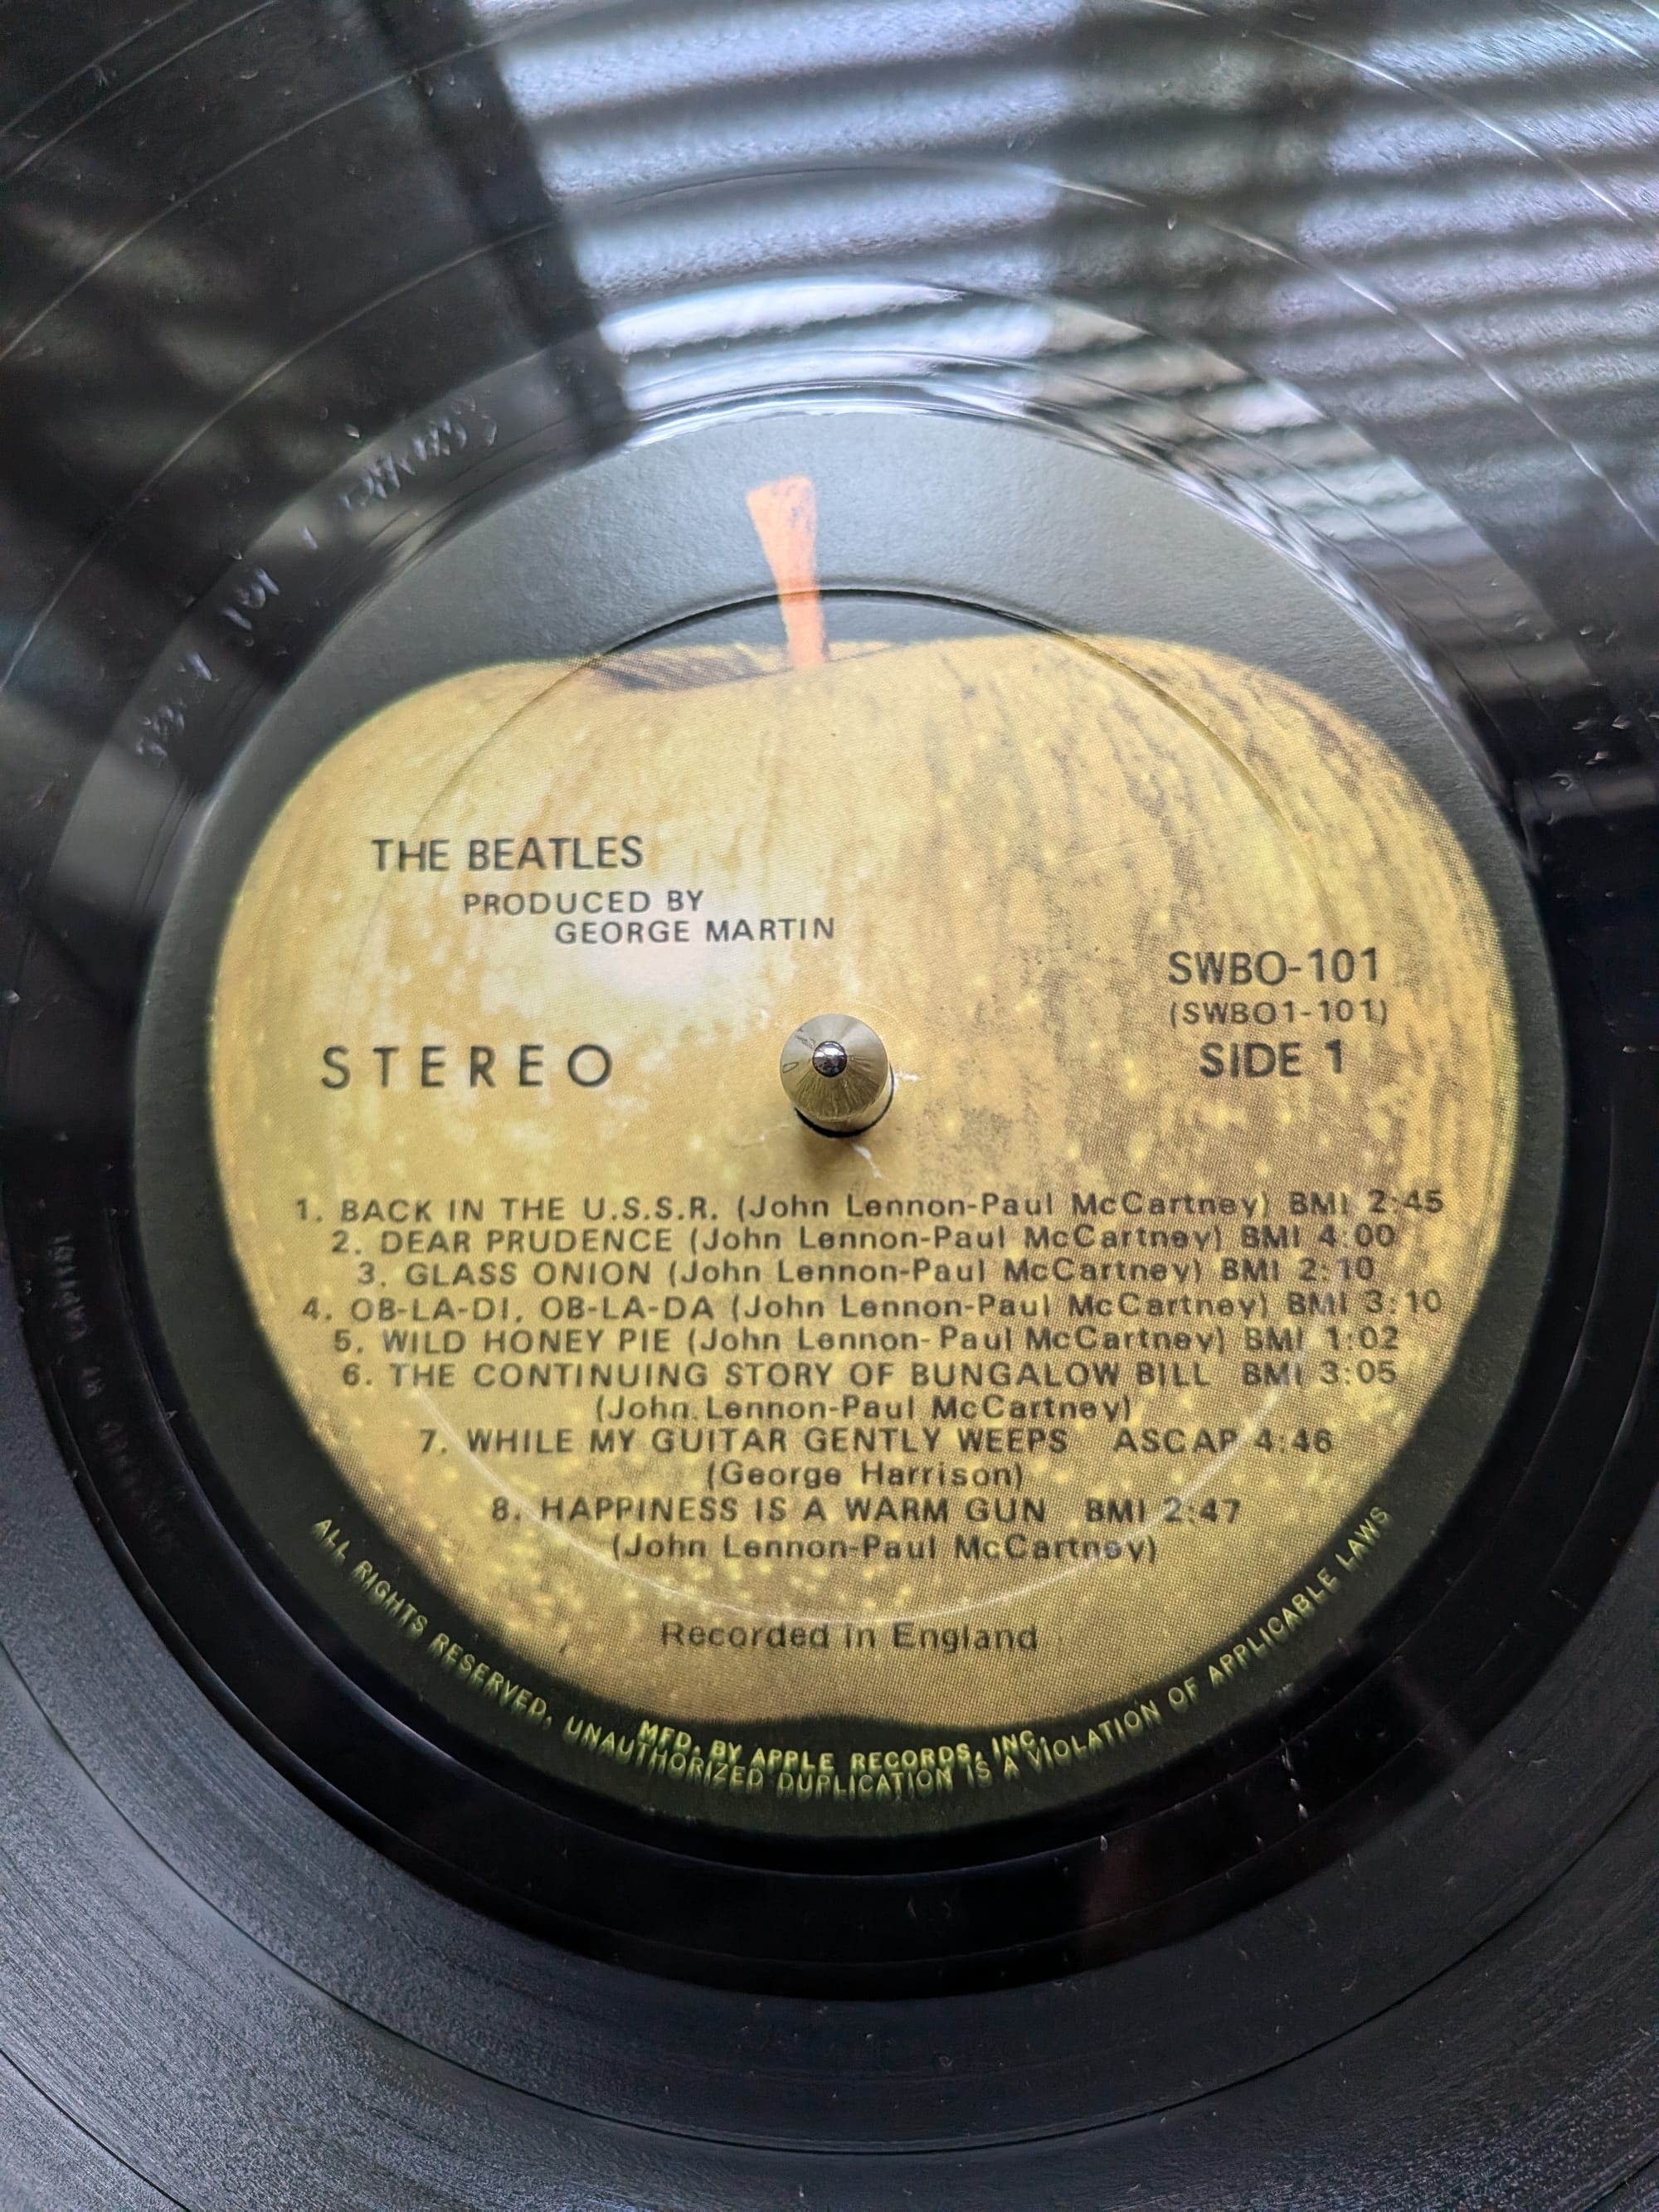 THE BEATLES
PRODUCED BY
GEORGE MARTIN
SWBO-101
(SWBO1-101)
STEREO
SIDE 1
1. BACK IN THE U.S.S.R. (John Lennon-Paul McCartney) BMI 2:45
2. DEAR PRUDENCE (John Lennon-Paul McCartney) BMI 4:00
3. GLASS ONION (John Lennon-Paul McCartney) BMI 2:10
4. OB-LA-DI, OB-LA-DA (John Lennon-Paul McCartney) BMI 3:10
5. WILD HONEY PIE (John Lennon-Paul McCartney) BMI 1:02
6. THE CONTINUING STORY OF BUNGALOW BILL BMI 3:05
(John Lennon-Paul McCartney)
7. WHILE MY GUITAR GENTLY WEEPS ASCAP 4:46
(George Harrison)
8. HAPPINESS IS A WARM GUN BMI 2:47
(John Lennon-Paul McCartney)
Recorded in England
MFD. BY APPLE RECORDS, INC.
ALL RIGHTS RESERVED. UNAUTHORIZED DUPLICATION IS A VIOLATION OF APPLICABLE LAWS